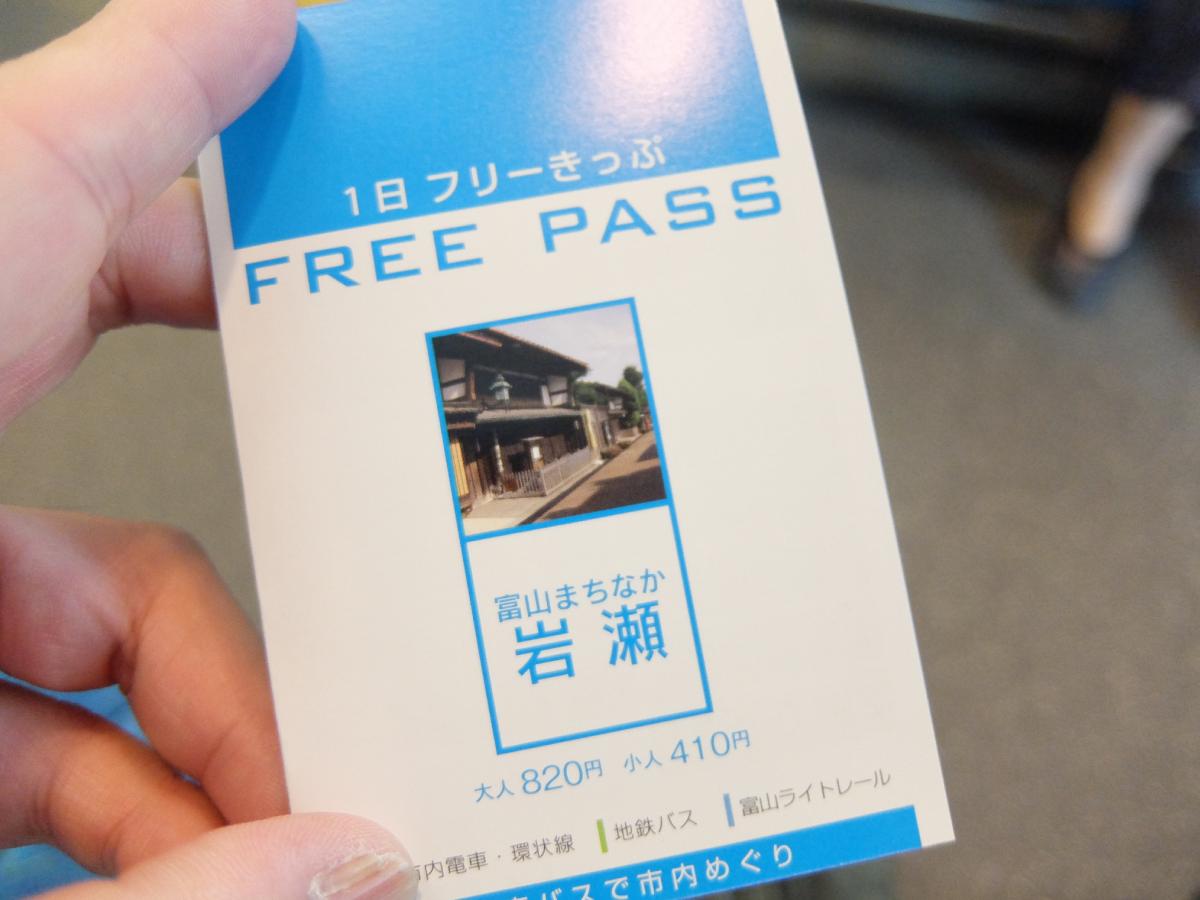 1日 フリーきっぷ
FREE PASS
富山まちなか
岩瀬
大人 820円 小人 410円
市内電車・環状線 地鉄バス 富山ライトレール
バスで市内めぐり